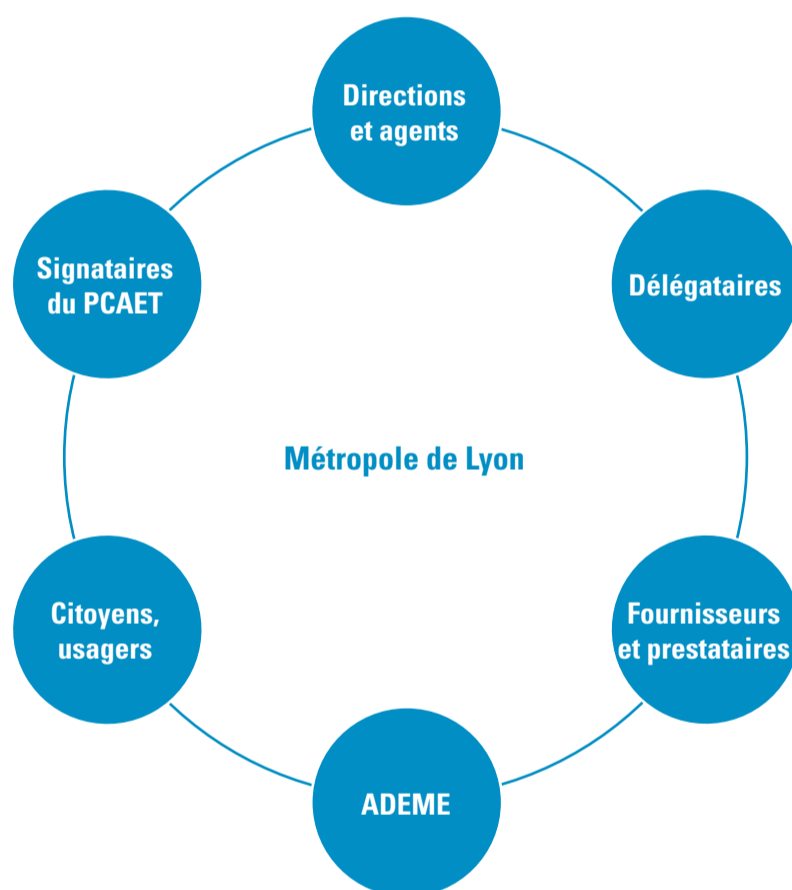 Directions
et agents
Signataires
du PCAET
Délégataires
Métropole de Lyon
Citoyens,
usagers
Fournisseurs
et prestataires
ADEME